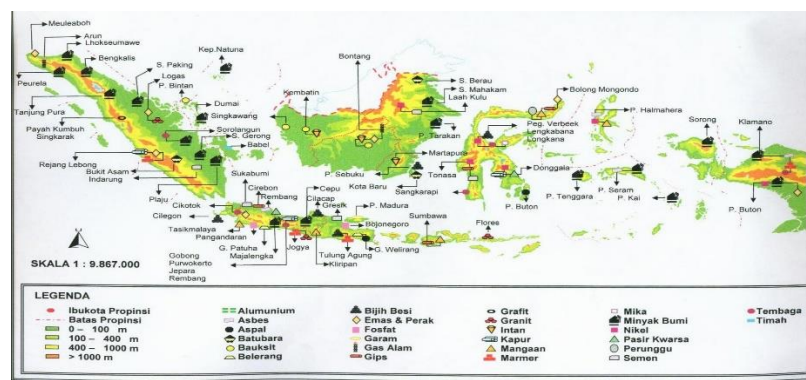 Meuleaboh
Arun
Lhokseumawe
Bengkalis
S. Paking
Logas
P. Bintan
Kep.Natuna
Dumai
S. Gerong
Singkawang
Sorolangun
Babel
Peurela
Tanjung Pura
Payah Kumbuh
Singkarak
Rejang Lebong
Bukit Asam
Indarung
Plaju
Bontang
Kembatin
S. Berau
S. Mahakam
Laah Kulu
P. Tarakan
P. Sebuku
Martapura
Kota Baru
Sangkarapi
Bolong Mongondo
Peg. Verbeek
Lengkabana
Longkana
P. Halmahera
Sorong
Klamano
Tonasa
Donggala
P. Buton
P. Tenggara
P. Seram
P. Kai
P. Buton
Cikotok
Cilegon
Sukabumi
Cirebon
Rembang
Cepu
Cilacap
Gresik
P. Madura
Bojonegoro
Sumbawa
Flores
Tasikmalaya
Pangandaran
G. Patuha
Majalengka
Jogya
Kliripan
Tulung Agung
G. Welirang
Gobong
Purwokerto
Jepara
Rembang
SKALA 1 : 9.867.000
LEGENDA
Ibukota Propinsi
Batas Propinsi
0 – 100 m
100 – 400 m
400 – 1000 m
> 1000 m
Alumunium
Asbes
Aspal
Batubara
Bauksit
Belerang
Bijih Besi
Emas & Perak
Fosfat
Garam
Gas Alam
Gips
Grafit
Granit
Intan
Kapur
Mangaan
Marmer
Mika
Minyak Bumi
Nikel
Pasir Kwarsa
Perunggu
Semen
Tembaga
Timah